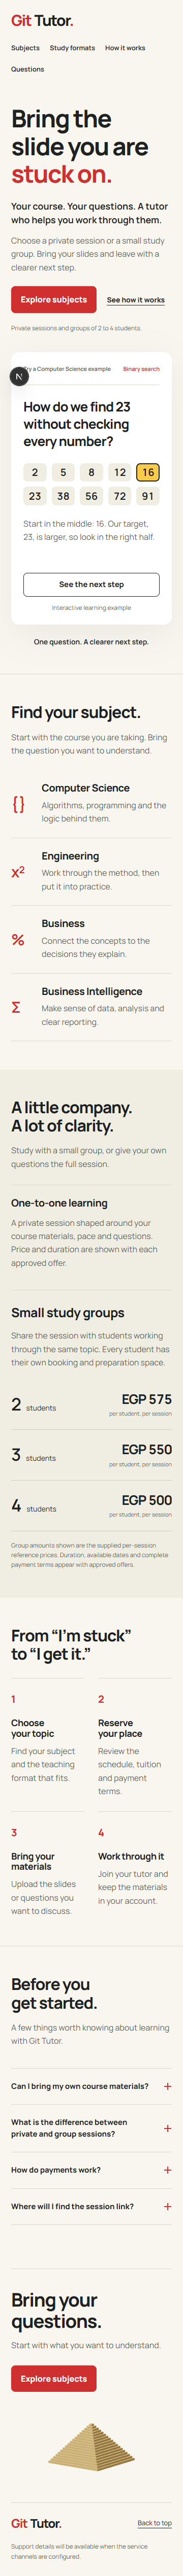 Git Tutor.
Subjects Study formats How it works
Questions
Bring the
slide you are
stuck on.
Your course. Your questions. A tutor
who helps you work through them.
Choose a private session or a small study
group. Bring your slides and leave with a
clearer next step.
Explore subjects See how it works
Private sessions and groups of 2 to 4 students.
Try a Computer Science example Binary search
N
How do we find 23
without checking
every number?
2 5 8 12 16
23 38 56 72 91
Start in the middle: 16. Our target,
23, is larger, so look in the right half.
See the next step
Interactive learning example
One question. A clearer next step.
Find your subject.
Start with the course you are taking. Bring
the question you want to understand.
{}
Computer Science
Algorithms, programming and the
logic behind them.
x²
Engineering
Work through the method, then
put it into practice.
%
Business
Connect the concepts to the
decisions they explain.
Σ
Business Intelligence
Make sense of data, analysis and
clear reporting.
A little company.
A lot of clarity.
Study with a small group, or give your own
questions the full session.
One-to-one learning
A private session shaped around your
course materials, pace and questions.
Price and duration are shown with each
approved offer.
Small study groups
Share the session with students working
through the same topic. Every student has
their own booking and preparation space.
2 students EGP 575
per student, per session
3 students EGP 550
per student, per session
4 students EGP 500
per student, per session
Group amounts shown are the supplied per-session
reference prices. Duration, available dates and complete
payment terms appear with approved offers.
From “I’m stuck”
to “I get it.”
1
Choose
your topic
Find your subject
and the teaching
format that fits.
2
Reserve
your place
Review the
schedule, tuition
and payment
terms.
3
Bring your
materials
Upload the slides
or questions you
want to discuss.
4
Work through it
Join your tutor and
keep the materials
in your account.
Before you
get started.
A few things worth knowing about learning
with Git Tutor.
Can I bring my own course materials? +
What is the difference between
private and group sessions? +
How do payments work? +
Where will I find the session link? +
Bring your
questions.
Start with what you want to understand.
Explore subjects
Git Tutor. Back to top
Support details will be available when the service
channels are configured.